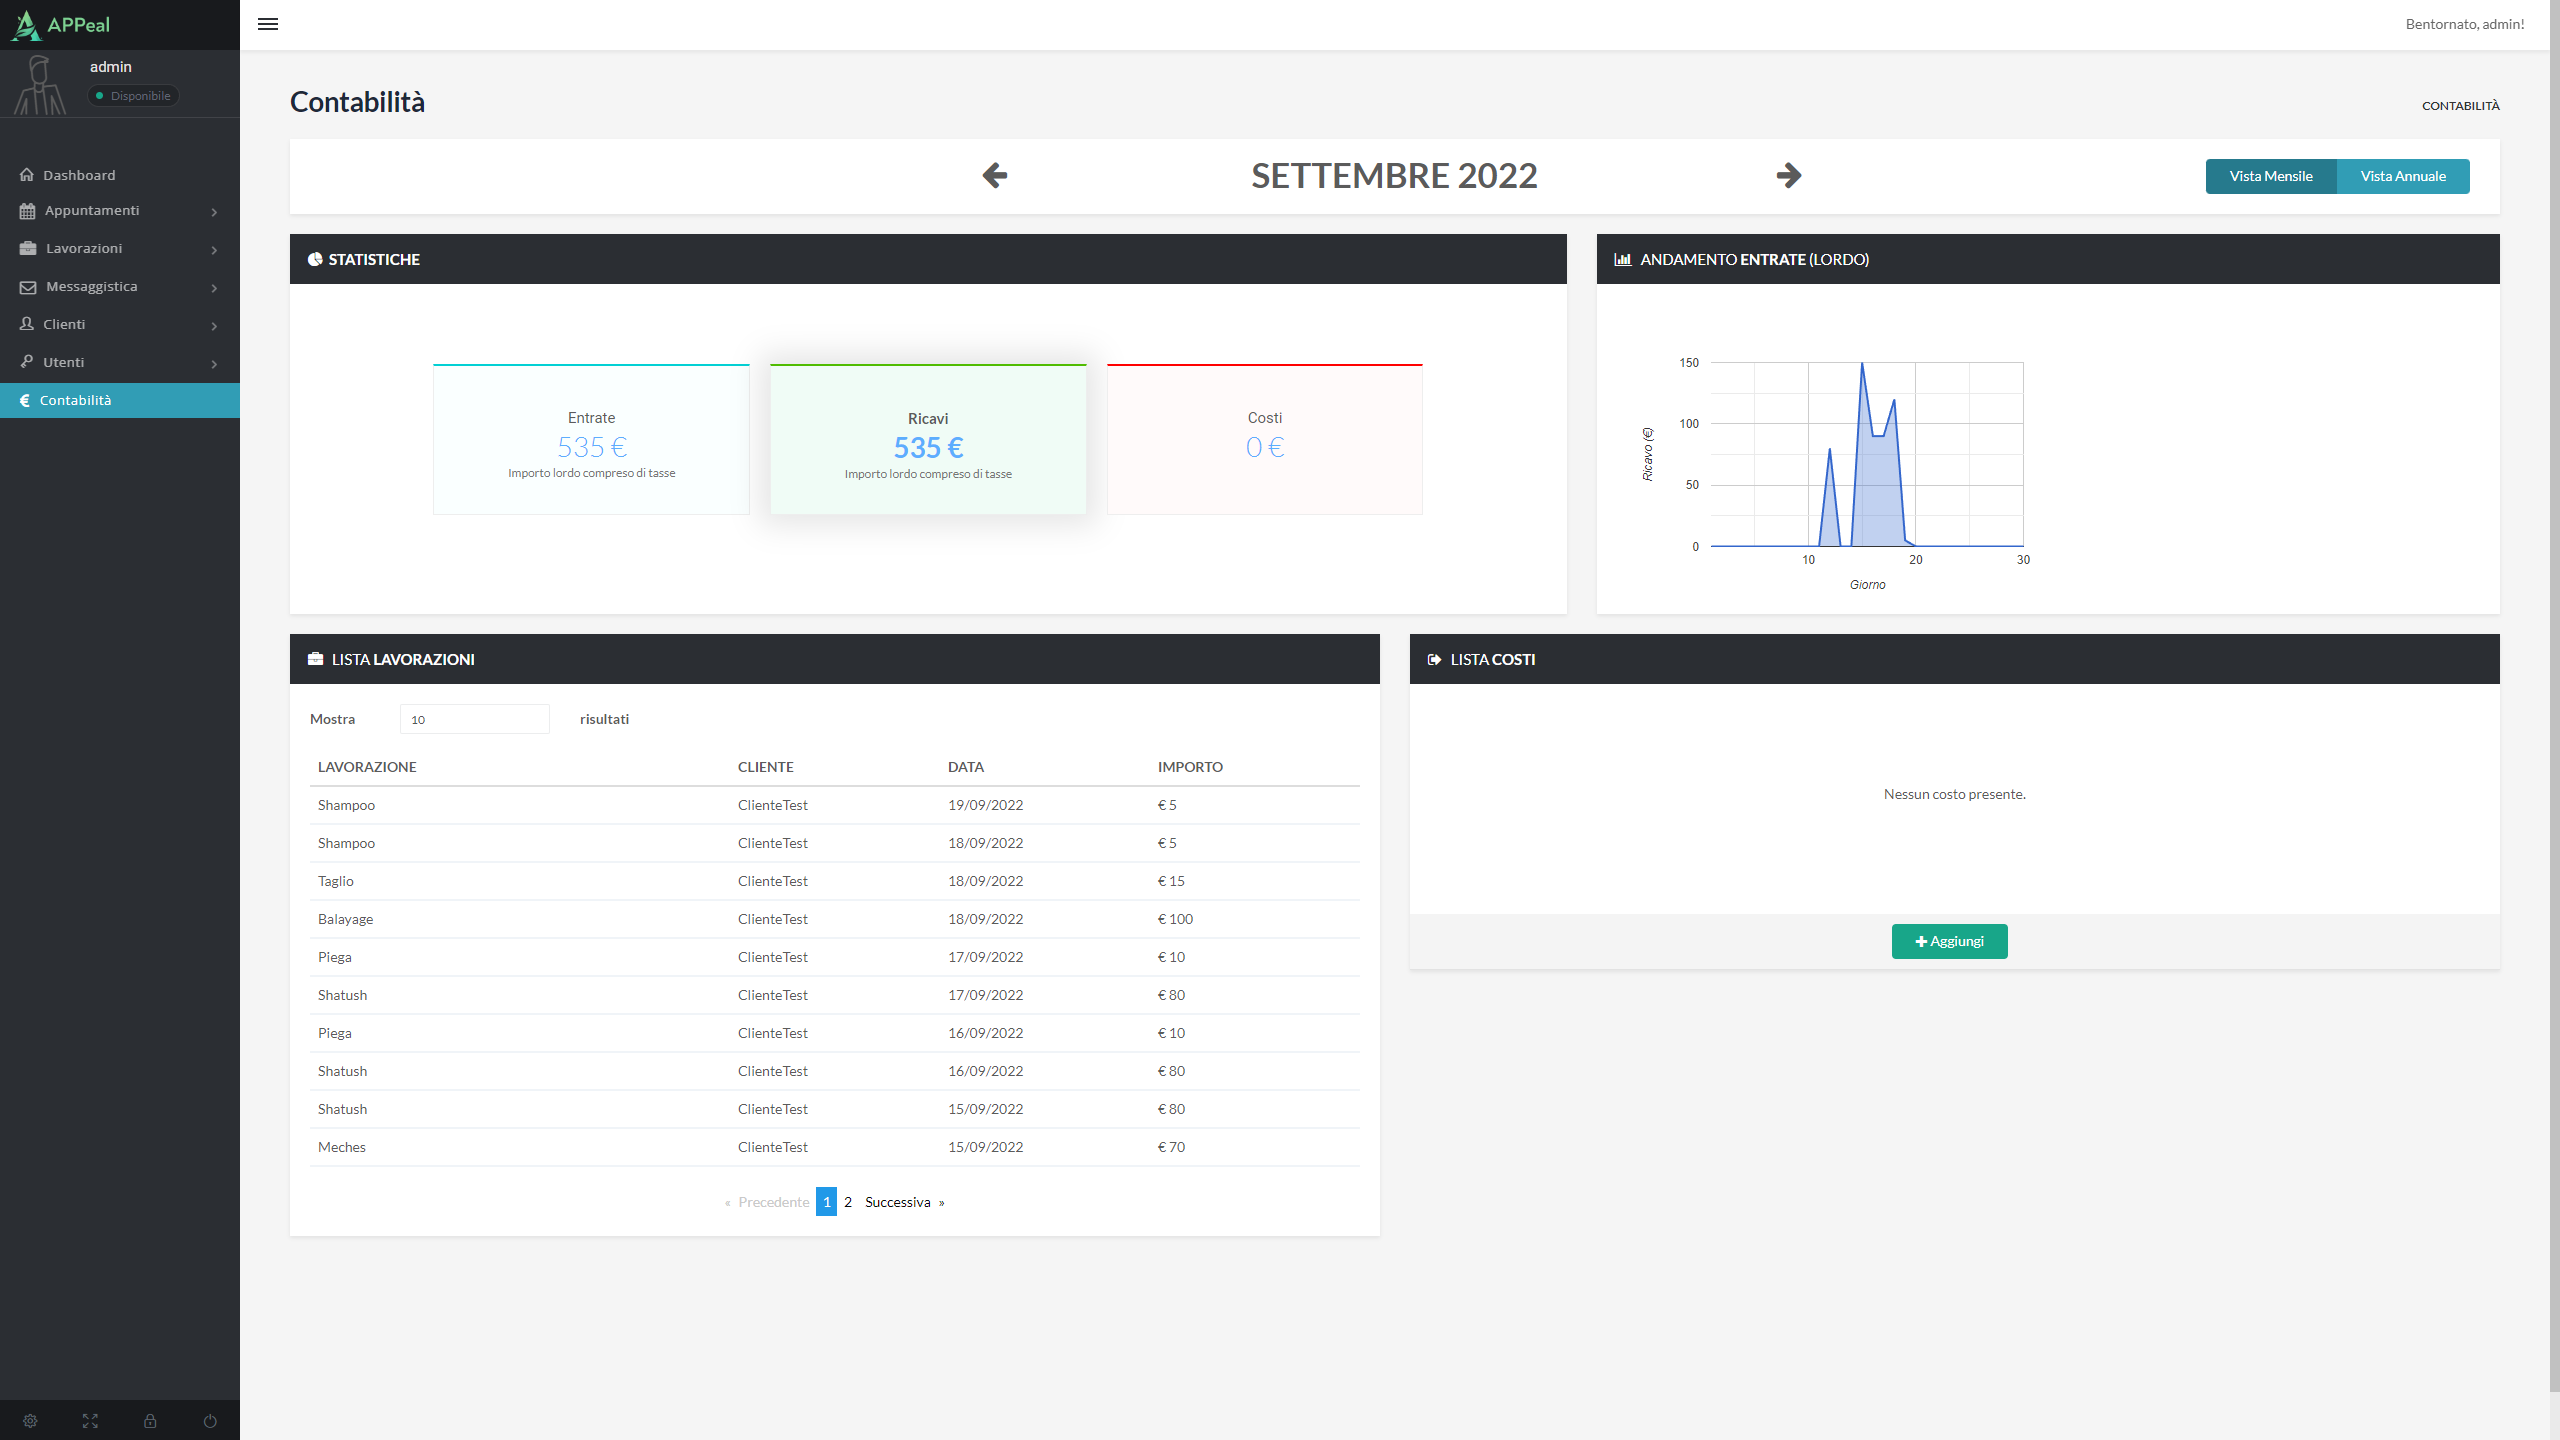 APPeal
Bentornato, admin!
admin
Disponibile
Dashboard
Appuntamenti
Lavorazioni
Messaggistica
Clienti
Utenti
€ Contabilità
Contabilità
CONTABILITÀ
SETTEMBRE 2022
Vista Mensile
Vista Annuale
STATISTICHE
Entrate
535 €
Importo lordo compreso di tasse
Ricavi
535 €
Importo lordo compreso di tasse
Costi
0 €
ANDAMENTO ENTRATE (LORDO)
150
100
50
0
Ricavo (€)
10 20 30
Giorno
LISTA LAVORAZIONI
Mostra 10 risultati
LAVORAZIONE CLIENTE DATA IMPORTO
Shampoo ClienteTest 19/09/2022 € 5
Shampoo ClienteTest 18/09/2022 € 5
Taglio ClienteTest 18/09/2022 € 15
Balayage ClienteTest 18/09/2022 € 100
Piega ClienteTest 17/09/2022 € 10
Shatush ClienteTest 17/09/2022 € 80
Piega ClienteTest 16/09/2022 € 10
Shatush ClienteTest 16/09/2022 € 80
Shatush ClienteTest 15/09/2022 € 80
Meches ClienteTest 15/09/2022 € 70
« Precedente 1 2 Successiva »
LISTA COSTI
Nessun costo presente.
Aggiungi